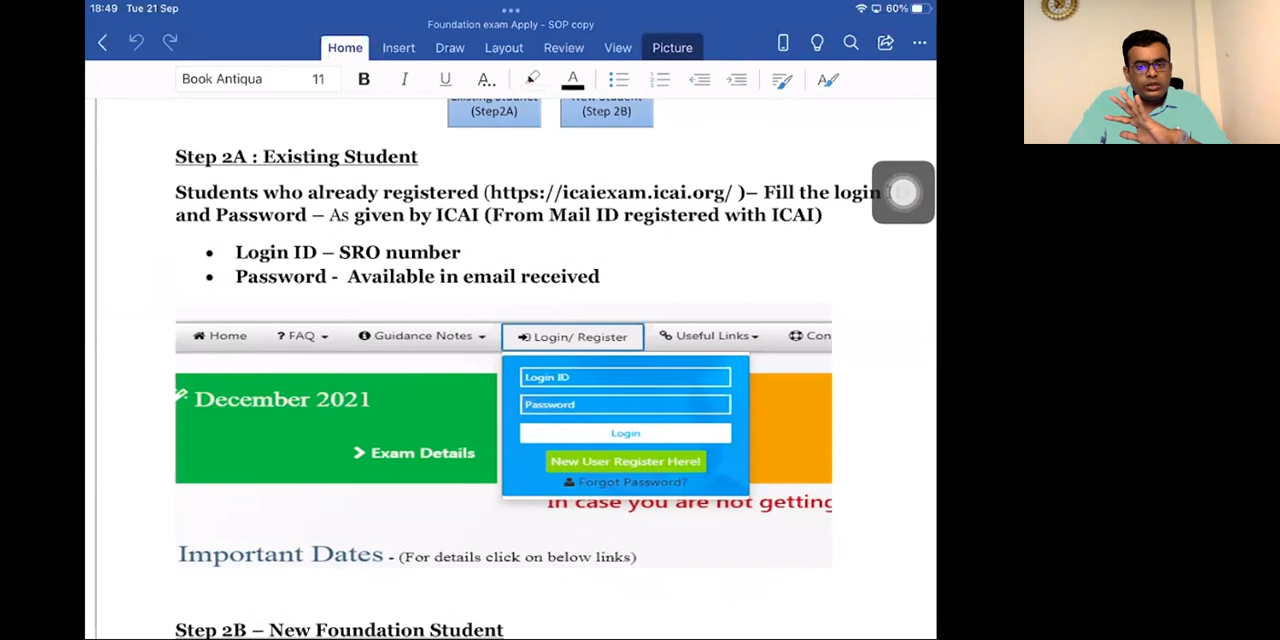 18:49 Tue 21 Sep
60%
Foundation exam Apply - SOP copy
Home Insert Draw Layout Review View Picture
Book Antiqua 11 B I U A.. A
(Step2A) (Step 2B)
Step 2A : Existing Student
Students who already registered (https://icaiexam.icai.org/ )– Fill the login
and Password – As given by ICAI (From Mail ID registered with ICAI)
• Login ID – SRO number
• Password - Available in email received
Home ? FAQ Guidance Notes Login/ Register Useful Links Con
Login ID
Password
Login
New User Register Here!
Forgot Password?
December 2021
Exam Details
In case you are not getting
Important Dates - (For details click on below links)
Step 2B – New Foundation Student